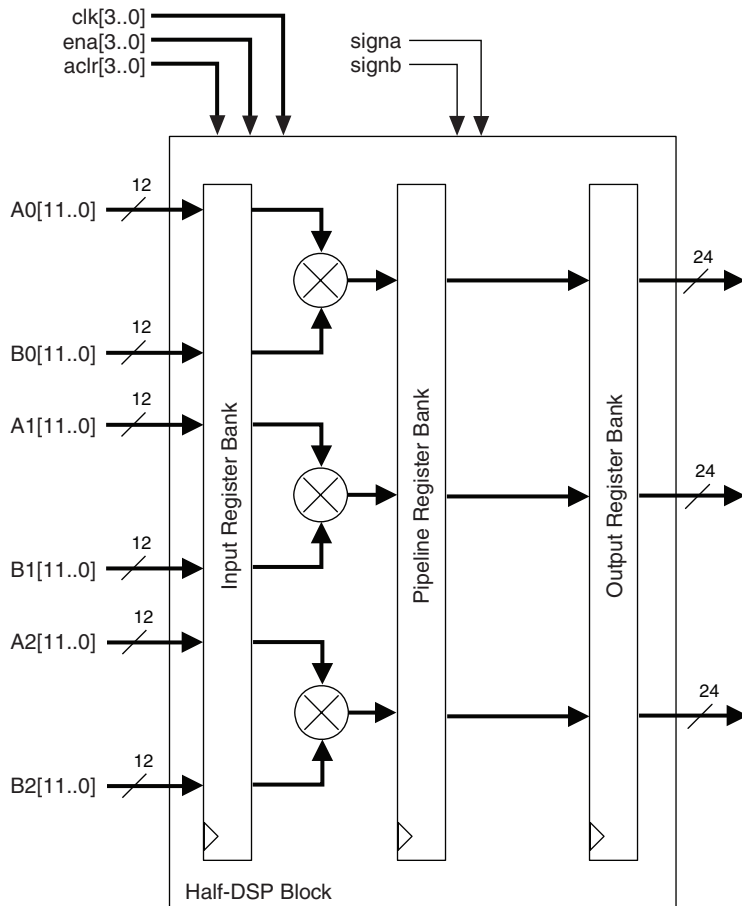 clk[3..0]
ena[3..0]
aclr[3..0]
signa
signb
12
A0[11..0]
24
12
B0[11..0]
12
A1[11..0]
24
12
B1[11..0]
12
A2[11..0]
24
12
B2[11..0]
Input Register Bank
Pipeline Register Bank
Output Register Bank
Half-DSP Block